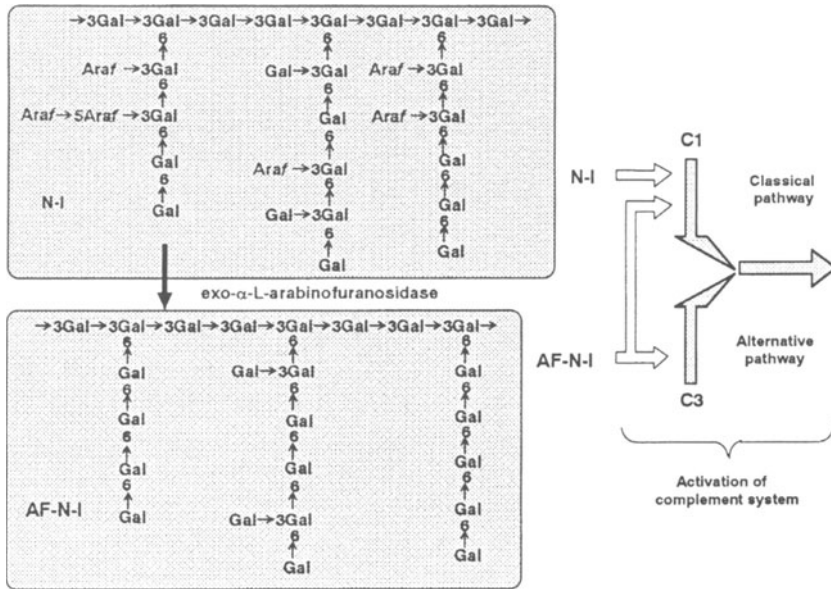 →3Gal→3Gal→3Gal→3Gal→3Gal→3Gal→3Gal→3Gal→
6 6 6
Araf→3Gal Gal→3Gal Araf→3Gal
6 6 6
Araf→5Araf→3Gal Gal Araf→3Gal
6 6 6
Gal Araf→3Gal Gal
6 6 6
Gal Gal→3Gal Gal
6 6
Gal Gal
N-I
exo-α-L-arabinofuranosidase
→3Gal→3Gal→3Gal→3Gal→3Gal→3Gal→3Gal→3Gal→
6 6 6
Gal Gal→3Gal Gal
6 6 6
Gal Gal Gal
6 6 6
Gal Gal Gal
6 6 6
Gal Gal→3Gal Gal
6 6
Gal Gal
AF-N-I
C1
N-I
Classical
pathway
AF-N-I
Alternative
pathway
C3
Activation of
complement system